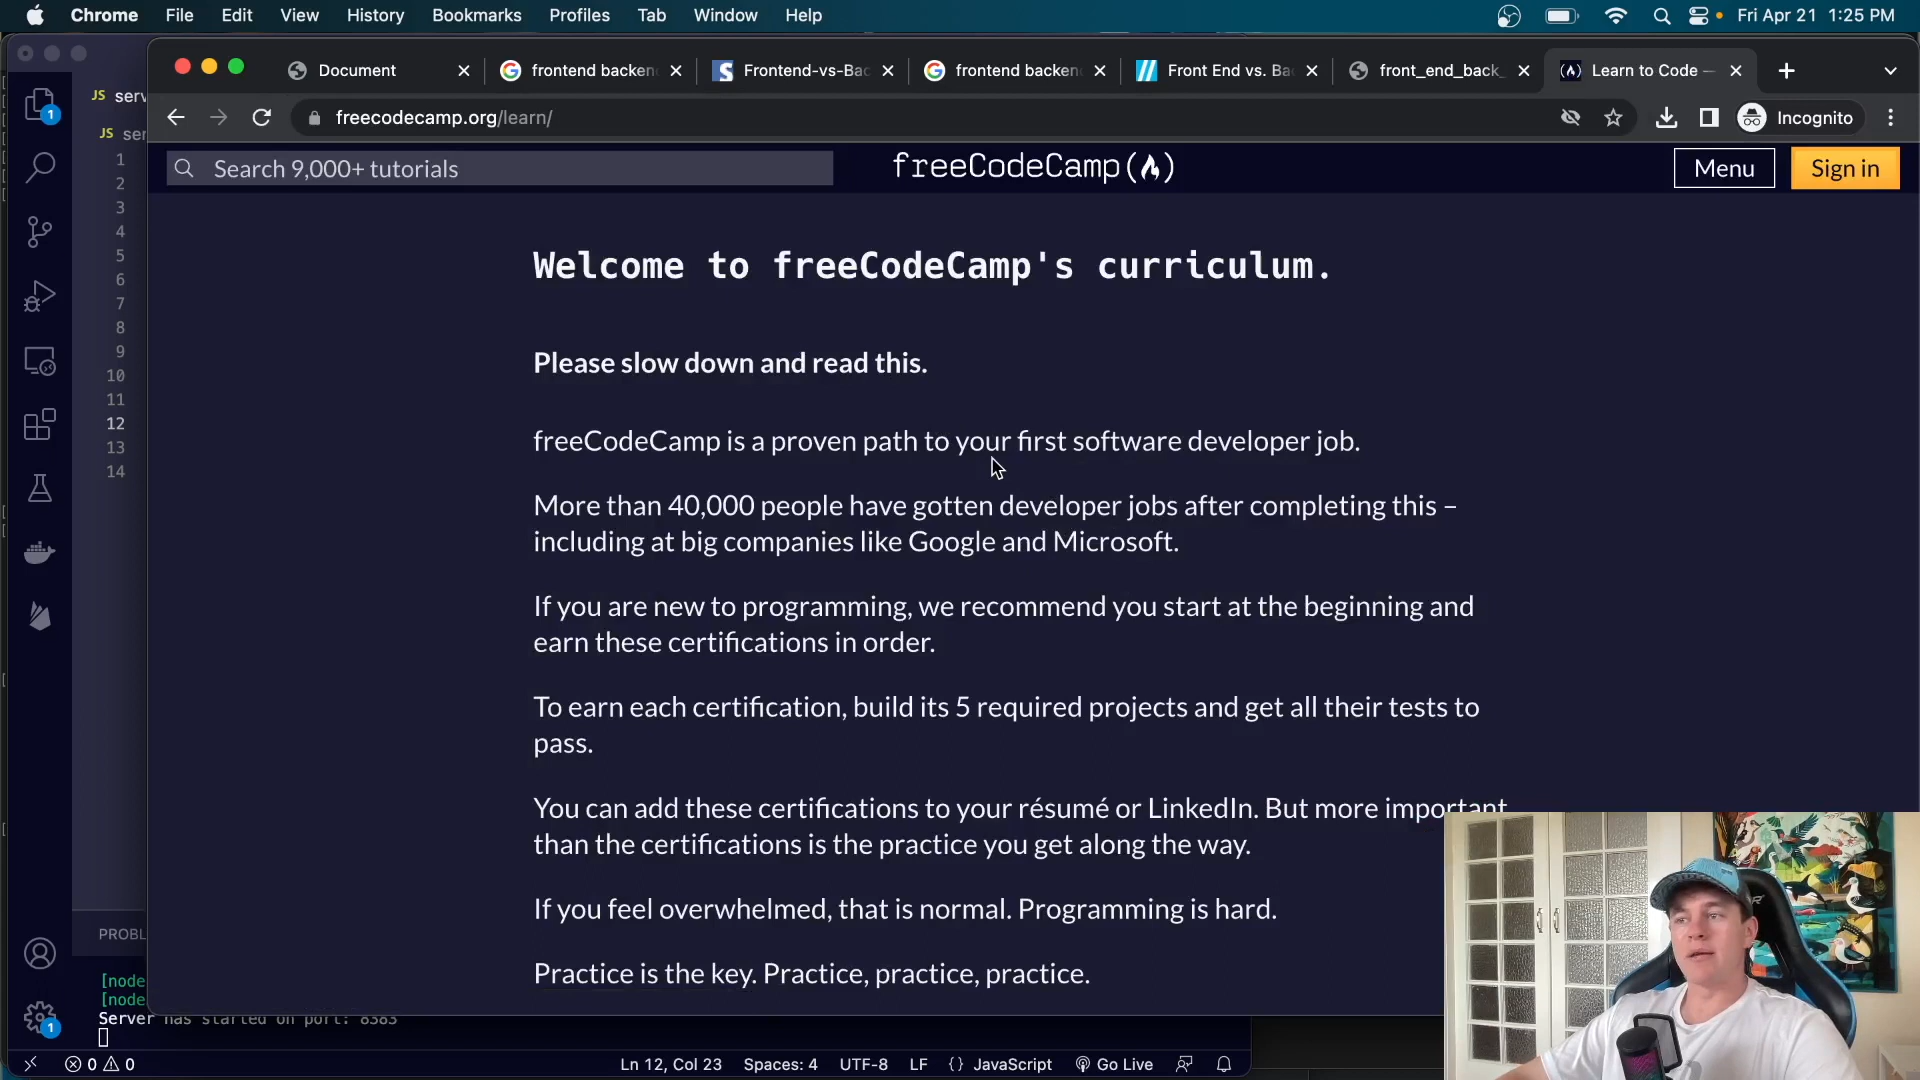 Chrome File Edit View History Bookmarks Profiles Tab Window Help Fri Apr 21 1:25 PM
Document frontend backen Frontend-vs-Bac frontend backen Front End vs. Ba front_end_back_ Learn to Code —
freecodecamp.org/learn/ Incognito
Search 9,000+ tutorials freeCodeCamp Menu Sign in
JS serv
JS ser
1
2
3
4
5
6
7
8
9
10
11
12
13
14
Welcome to freeCodeCamp's curriculum.
Please slow down and read this.
freeCodeCamp is a proven path to your first software developer job.
More than 40,000 people have gotten developer jobs after completing this –
including at big companies like Google and Microsoft.
If you are new to programming, we recommend you start at the beginning and
earn these certifications in order.
To earn each certification, build its 5 required projects and get all their tests to
pass.
You can add these certifications to your résumé or LinkedIn. But more important
than the certifications is the practice you get along the way.
If you feel overwhelmed, that is normal. Programming is hard.
Practice is the key. Practice, practice, practice.
PROBL
[node
[node
Server has started on port: 8383
1
1
0 0 Ln 12, Col 23 Spaces: 4 UTF-8 LF {} JavaScript Go Live